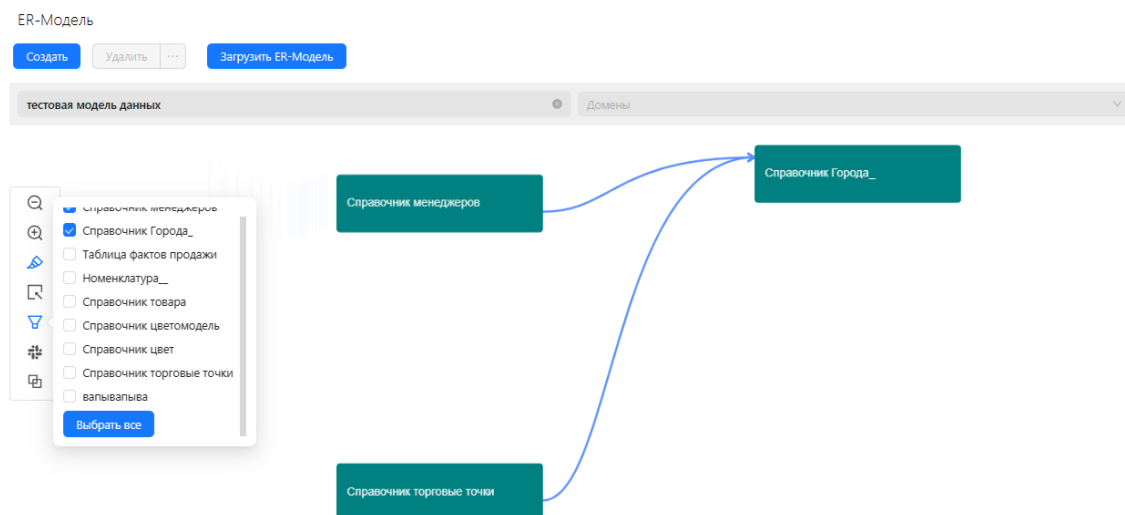 ER-Модель
Создать
Удалить ...
Загрузить ER-Модель
тестовая модель данных
Домены
Справочник менеджеров
Справочник Города_
Таблица фактов продажи
Номенклатура__
Справочник товара
Справочник цветомодель
Справочник цвет
Справочник торговые точки
вапывапыва
Выбрать все
Справочник менеджеров
Справочник Города_
Справочник торговые точки